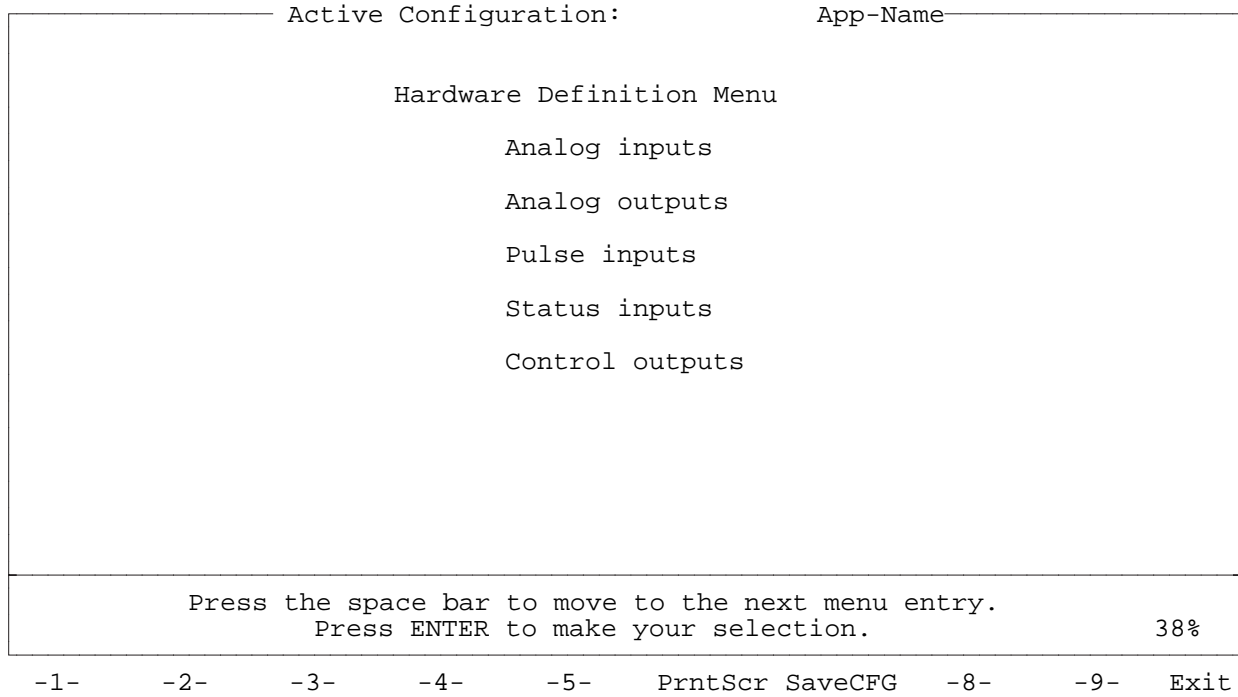 Active Configuration: App-Name
Hardware Definition Menu
Analog inputs
Analog outputs
Pulse inputs
Status inputs
Control outputs
Press the space bar to move to the next menu entry.
Press ENTER to make your selection. 38%
-1- -2- -3- -4- -5- PrntScr SaveCFG -8- -9- Exit